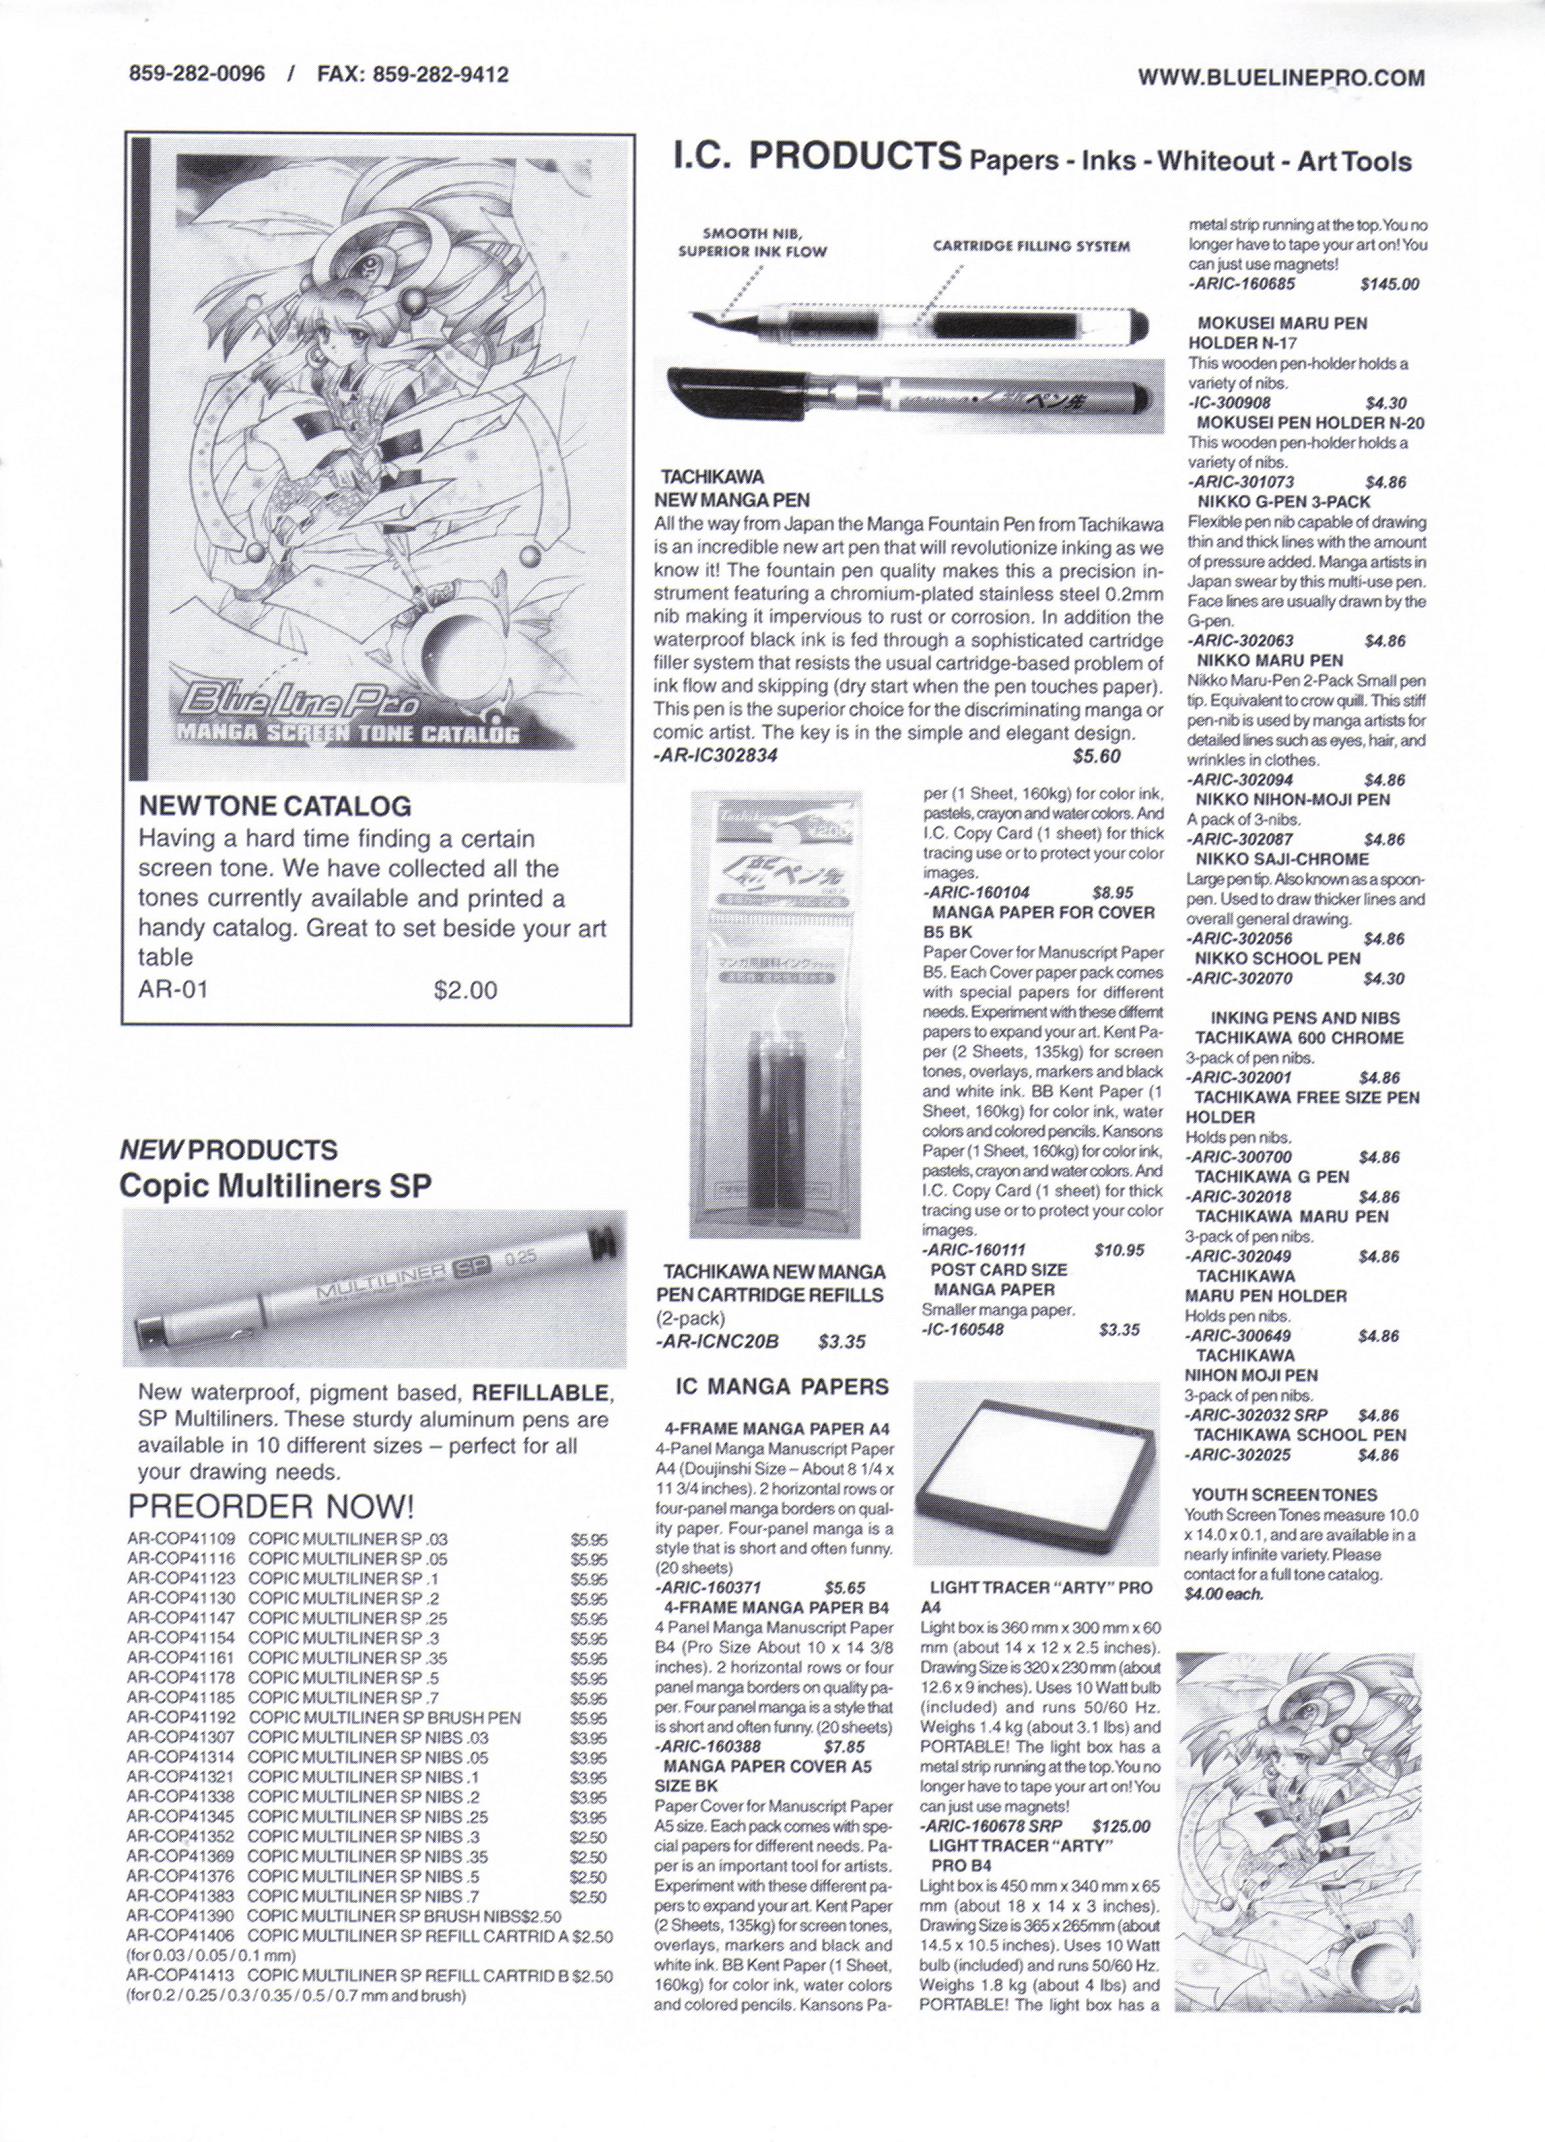 859-282-0096 / FAX: 859-282-9412
WWW.BLUELINEPRO.COM
Blue Line Pro
MANGA SCREEN TONE CATALOG
NEW TONE CATALOG
Having a hard time finding a certain
screen tone. We have collected all the
tones currently available and printed a
handy catalog. Great to set beside your art
table
AR-01 $2.00
NEW PRODUCTS
Copic Multiliners SP
MULTILINER SP 0.25
New waterproof, pigment based, REFILLABLE,
SP Multiliners. These sturdy aluminum pens are
available in 10 different sizes – perfect for all
your drawing needs.
PREORDER NOW!
AR-COP41109 COPIC MULTILINER SP .03 $5.95
AR-COP41116 COPIC MULTILINER SP .05 $5.95
AR-COP41123 COPIC MULTILINER SP .1 $5.95
AR-COP41130 COPIC MULTILINER SP .2 $5.95
AR-COP41147 COPIC MULTILINER SP .25 $5.95
AR-COP41154 COPIC MULTILINER SP .3 $5.95
AR-COP41161 COPIC MULTILINER SP .35 $5.95
AR-COP41178 COPIC MULTILINER SP .5 $5.95
AR-COP41185 COPIC MULTILINER SP .7 $5.95
AR-COP41192 COPIC MULTILINER SP BRUSH PEN $5.95
AR-COP41307 COPIC MULTILINER SP NIBS .03 $3.95
AR-COP41314 COPIC MULTILINER SP NIBS .05 $3.95
AR-COP41321 COPIC MULTILINER SP NIBS .1 $3.95
AR-COP41338 COPIC MULTILINER SP NIBS .2 $3.95
AR-COP41345 COPIC MULTILINER SP NIBS .25 $3.95
AR-COP41352 COPIC MULTILINER SP NIBS .3 $2.50
AR-COP41369 COPIC MULTILINER SP NIBS .35 $2.50
AR-COP41376 COPIC MULTILINER SP NIBS .5 $2.50
AR-COP41383 COPIC MULTILINER SP NIBS .7 $2.50
AR-COP41390 COPIC MULTILINER SP BRUSH NIBS$2.50
AR-COP41406 COPIC MULTILINER SP REFILL CARTRID A $2.50
(for 0.03 / 0.05 / 0.1 mm)
AR-COP41413 COPIC MULTILINER SP REFILL CARTRID B $2.50
(for 0.2 / 0.25 / 0.3 / 0.35 / 0.5 / 0.7 mm and brush)
I.C. PRODUCTS Papers - Inks - Whiteout - Art Tools
SMOOTH NIB,
SUPERIOR INK FLOW
CARTRIDGE FILLING SYSTEM
ペン先
TACHIKAWA
NEW MANGA PEN
All the way from Japan the Manga Fountain Pen from Tachikawa
is an incredible new art pen that will revolutionize inking as we
know it! The fountain pen quality makes this a precision in-
strument featuring a chromium-plated stainless steel 0.2mm
nib making it impervious to rust or corrosion. In addition the
waterproof black ink is fed through a sophisticated cartridge
filler system that resists the usual cartridge-based problem of
ink flow and skipping (dry start when the pen touches paper).
This pen is the superior choice for the discriminating manga or
comic artist. The key is in the simple and elegant design.
-AR-IC302834 $5.60
Tachikawa
ペン先
マンガ用顔料インク
TACHIKAWA NEW MANGA
PEN CARTRIDGE REFILLS
(2-pack)
-AR-ICNC20B $3.35
IC MANGA PAPERS
4-FRAME MANGA PAPER A4
4-Panel Manga Manuscript Paper
A4 (Doujinshi Size – About 8 1/4 x
11 3/4 inches). 2 horizontal rows or
four-panel manga borders on qual-
ity paper. Four-panel manga is a
style that is short and often funny.
(20 sheets)
-ARIC-160371 $5.65
4-FRAME MANGA PAPER B4
4 Panel Manga Manuscript Paper
B4 (Pro Size About 10 x 14 3/8
inches). 2 horizontal rows or four
panel manga borders on quality pa-
per. Four panel manga is a style that
is short and often funny. (20 sheets)
-ARIC-160388 $7.85
MANGA PAPER COVER A5
SIZE BK
Paper Cover for Manuscript Paper
A5 size. Each pack comes with spe-
cial papers for different needs. Pa-
per is an important tool for artists.
Experiment with these different pa-
pers to expand your art. Kent Paper
(2 Sheets, 135kg) for screen tones,
overlays, markers and black and
white ink. BB Kent Paper (1 Sheet,
160kg) for color ink, water colors
and colored pencils. Kansons Pa-
per (1 Sheet, 160kg) for color ink,
pastels, crayon and water colors. And
I.C. Copy Card (1 sheet) for thick
tracing use or to protect your color
images.
-ARIC-160104 $8.95
MANGA PAPER FOR COVER
B5 BK
Paper Cover for Manuscript Paper
B5. Each Cover paper pack comes
with special papers for different
needs. Experiment with these differnt
papers to expand your art. Kent Pa-
per (2 Sheets, 135kg) for screen
tones, overlays, markers and black
and white ink. BB Kent Paper (1
Sheet, 160kg) for color ink, water
colors and colored pencils. Kansons
Paper (1 Sheet, 160kg) for color ink,
pastels, crayon and water colors. And
I.C. Copy Card (1 sheet) for thick
tracing use or to protect your color
images.
-ARIC-160111 $10.95
POST CARD SIZE
MANGA PAPER
Smaller manga paper.
-IC-160548 $3.35
LIGHT TRACER “ARTY” PRO
A4
Light box is 360 mm x 300 mm x 60
mm (about 14 x 12 x 2.5 inches).
Drawing Size is 320 x 230 mm (about
12.6 x 9 inches). Uses 10 Watt bulb
(included) and runs 50/60 Hz.
Weighs 1.4 kg (about 3.1 lbs) and
PORTABLE! The light box has a
metal strip running at the top. You no
longer have to tape your art on! You
can just use magnets!
-ARIC-160678 SRP $125.00
LIGHT TRACER “ARTY”
PRO B4
Light box is 450 mm x 340 mm x 65
mm (about 18 x 14 x 3 inches).
Drawing Size is 365 x 265mm (about
14.5 x 10.5 inches). Uses 10 Watt
bulb (included) and runs 50/60 Hz.
Weighs 1.8 kg (about 4 lbs) and
PORTABLE! The light box has a
metal strip running at the top. You no
longer have to tape your art on! You
can just use magnets!
-ARIC-160685 $145.00
MOKUSEI MARU PEN
HOLDER N-17
This wooden pen-holder holds a
variety of nibs.
-IC-300908 $4.30
MOKUSEI PEN HOLDER N-20
This wooden pen-holder holds a
variety of nibs.
-ARIC-301073 $4.86
NIKKO G-PEN 3-PACK
Flexible pen nib capable of drawing
thin and thick lines with the amount
of pressure added. Manga artists in
Japan swear by this multi-use pen.
Face lines are usually drawn by the
G-pen.
-ARIC-302063 $4.86
NIKKO MARU PEN
Nikko Maru-Pen 2-Pack Small pen
tip. Equivalent to crow quill. This stiff
pen-nib is used by manga artists for
detailed lines such as eyes, hair, and
wrinkles in clothes.
-ARIC-302094 $4.86
NIKKO NIHON-MOJI PEN
A pack of 3-nibs.
-ARIC-302087 $4.86
NIKKO SAJI-CHROME
Large pen tip. Also known as a spoon-
pen. Used to draw thicker lines and
overall general drawing.
-ARIC-302056 $4.86
NIKKO SCHOOL PEN
-ARIC-302070 $4.30
INKING PENS AND NIBS
TACHIKAWA 600 CHROME
3-pack of pen nibs.
-ARIC-302001 $4.86
TACHIKAWA FREE SIZE PEN
HOLDER
Holds pen nibs.
-ARIC-300700 $4.86
TACHIKAWA G PEN
-ARIC-302018 $4.86
TACHIKAWA MARU PEN
3-pack of pen nibs.
-ARIC-302049 $4.86
TACHIKAWA
MARU PEN HOLDER
Holds pen nibs.
-ARIC-300649 $4.86
TACHIKAWA
NIHON MOJI PEN
3-pack of pen nibs.
-ARIC-302032 SRP $4.86
TACHIKAWA SCHOOL PEN
-ARIC-302025 $4.86
YOUTH SCREEN TONES
Youth Screen Tones measure 10.0
x 14.0 x 0.1, and are available in a
nearly infinite variety. Please
contact for a full tone catalog.
$4.00 each.